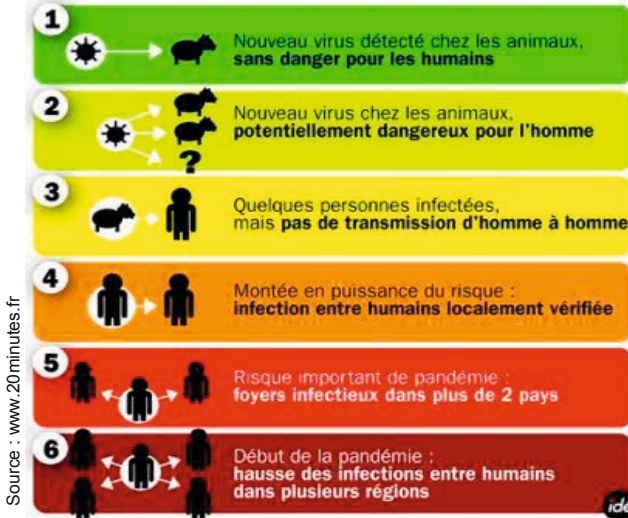 1
Nouveau virus détecté chez les animaux,
sans danger pour les humains
2
?
Nouveau virus chez les animaux,
potentiellement dangereux pour l'homme
3
Quelques personnes infectées,
mais pas de transmission d'homme à homme
4
Montée en puissance du risque :
infection entre humains localement vérifiée
5
Risque important de pandémie :
foyers infectieux dans plus de 2 pays
6
Début de la pandémie :
hausse des infections entre humains
dans plusieurs régions
idé
Source : www.20minutes.fr